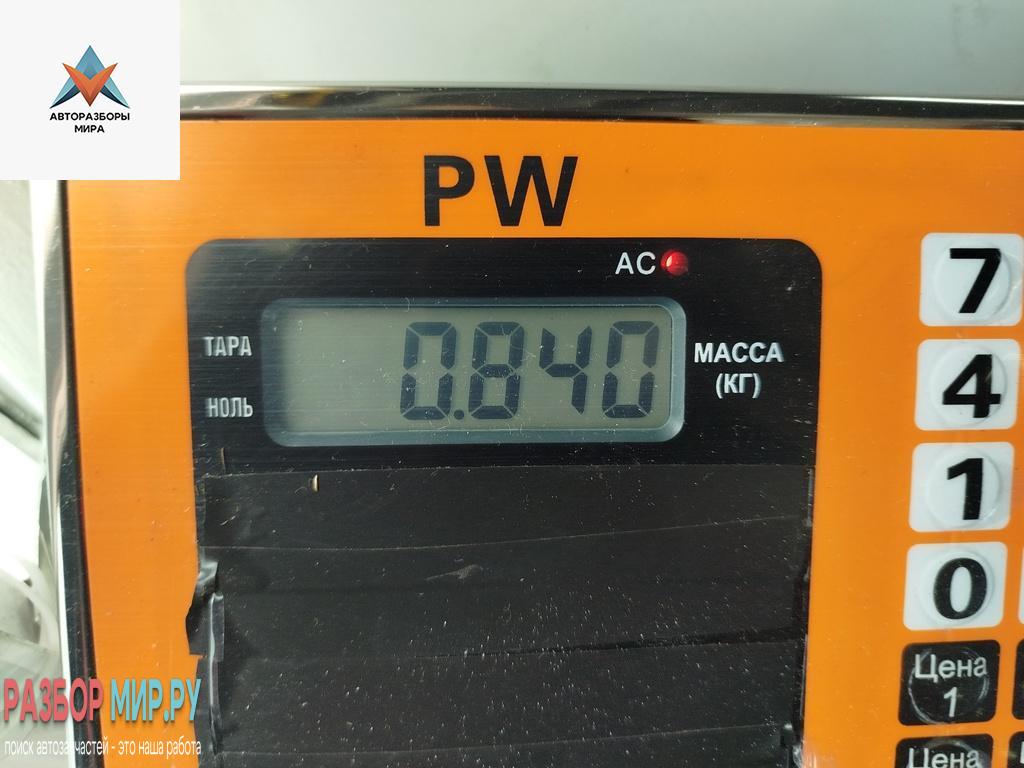 АВТОРАЗБОРЫ
МИРА
PW
AC
ТАРА
НОЛЬ
0.840
МАССА
(КГ)
7
4
1
0
Цена
1
Цена
РАЗБОР МИР.РУ
поиск автозапчастей - это наша работа